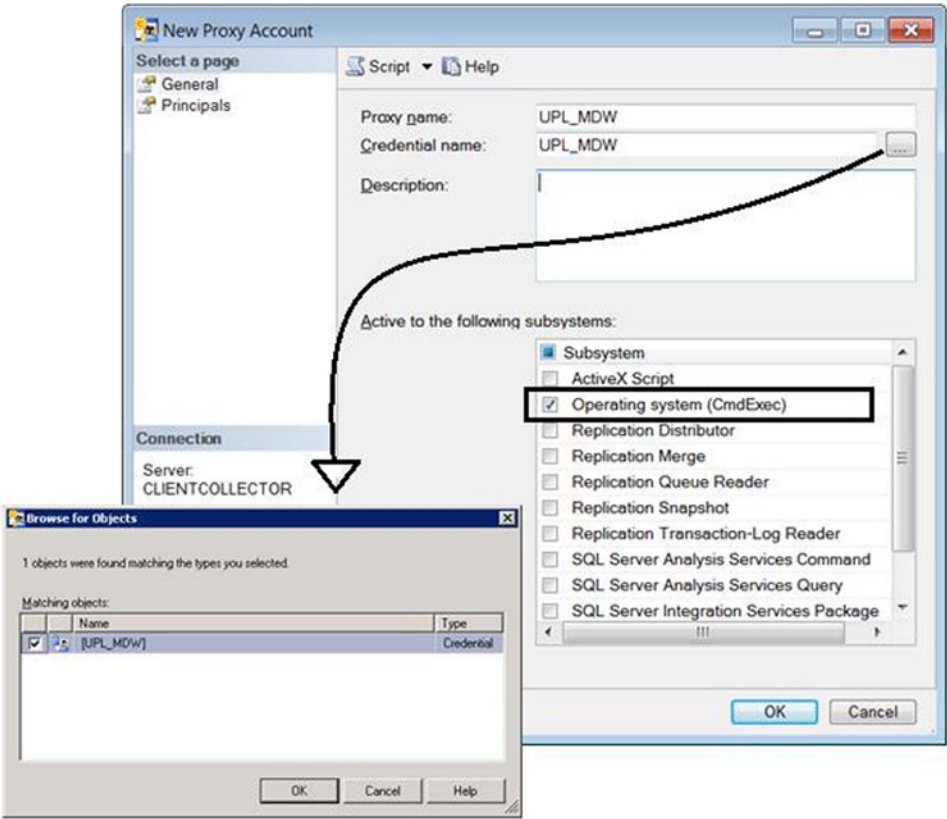 New Proxy Account
Select a page
General
Principals
Script Help
Proxy name: UPL_MDW
Credential name: UPL_MDW ...
Description:
Active to the following subsystems:
Subsystem
ActiveX Script
Operating system (CmdExec)
Replication Distributor
Replication Merge
Replication Queue Reader
Replication Snapshot
Replication Transaction-Log Reader
SQL Server Analysis Services Command
SQL Server Analysis Services Query
SQL Server Integration Services Package
Connection
Server:
CLIENTCOLLECTOR
OK Cancel
Browse for Objects
1 objects were found matching the types you selected.
Matching objects:
Name Type
[UPL_MDW] Credential
OK Cancel Help